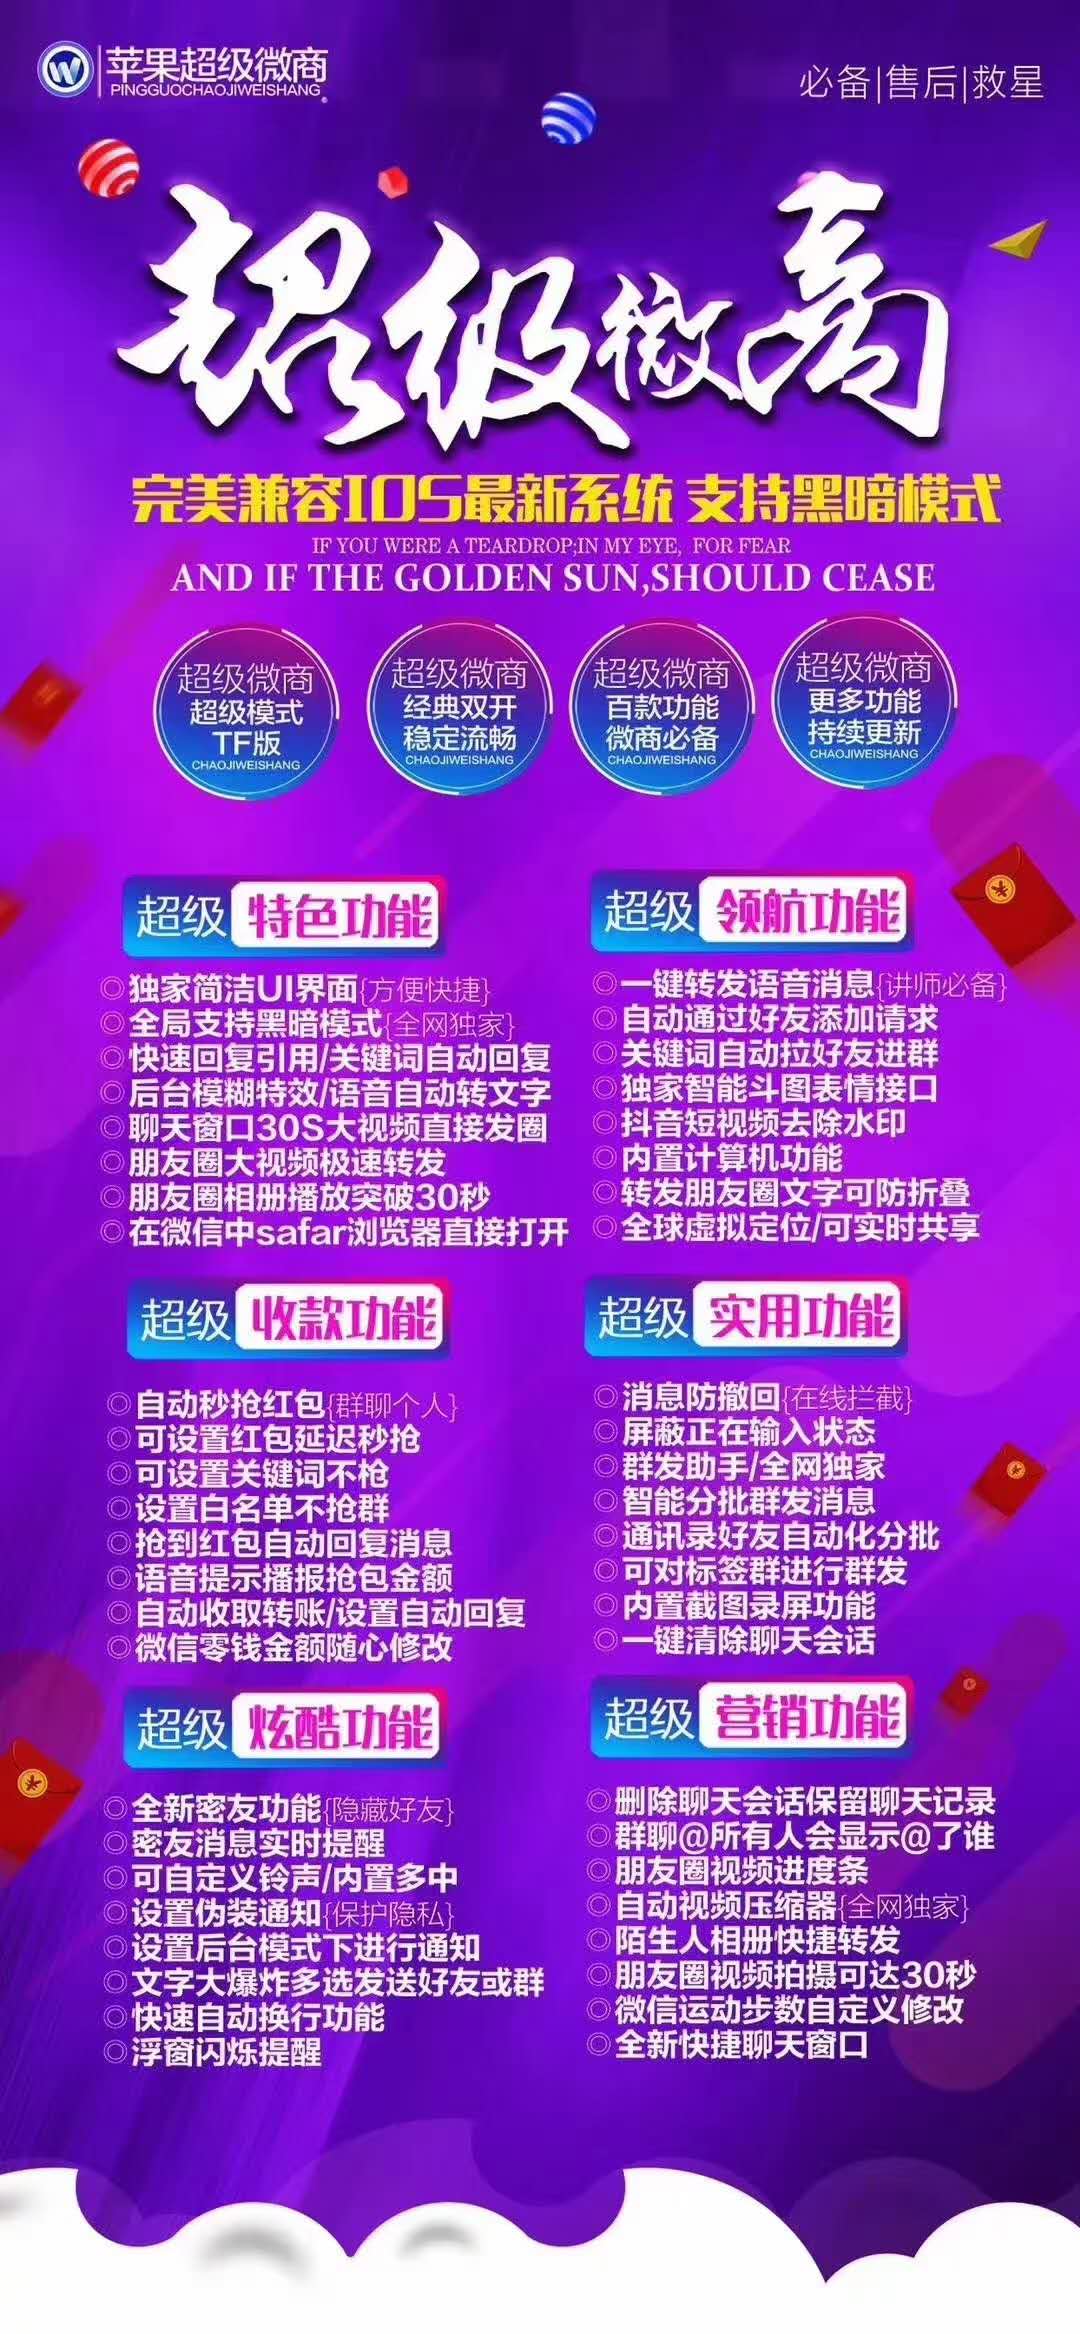 苹果超级微商
PINGGUOCHAOJIWEISHANG
必备|售后|救星
超级微商
完美兼容IOS最新系统 支持黑暗模式
IF YOU WERE A TEARDROP;IN MY EYE, FOR FEAR
AND IF THE GOLDEN SUN,SHOULD CEASE
超级微商
超级模式
TF版
CHAOJIWEISHANG
超级微商
经典双开
稳定流畅
CHAOJIWEISHANG
超级微商
百款功能
微商必备
CHAOJIWEISHANG
超级微商
更多功能
持续更新
CHAOJIWEISHANG
超级 特色功能
◎独家简洁UI界面{方便快捷}
◎全局支持黑暗模式{全网独家}
◎快速回复引用/关键词自动回复
◎后台模糊特效/语音自动转文字
◎聊天窗口30S大视频直接发圈
◎朋友圈大视频极速转发
◎朋友圈相册播放突破30秒
◎在微信中safar浏览器直接打开
超级 领航功能
◎一键转发语音消息{讲师必备}
◎自动通过好友添加请求
◎关键词自动拉好友进群
◎独家智能斗图表情接口
◎抖音短视频去除水印
◎内置计算机功能
◎转发朋友圈文字可防折叠
◎全球虚拟定位/可实时共享
超级 收款功能
◎自动秒抢红包{群聊个人}
◎可设置红包延迟秒抢
◎可设置关键词不枪
◎设置白名单不抢群
◎抢到红包自动回复消息
◎语音提示播报抢包金额
◎自动收取转账/设置自动回复
◎微信零钱金额随心修改
超级 实用功能
◎消息防撤回{在线拦截}
◎屏蔽正在输入状态
◎群发助手/全网独家
◎智能分批群发消息
◎通讯录好友自动化分批
◎可对标签群进行群发
◎内置截图录屏功能
◎一键清除聊天会话
超级 炫酷功能
◎全新密友功能{隐藏好友}
◎密友消息实时提醒
◎可自定义铃声/内置多中
◎设置伪装通知{保护隐私}
◎设置后台模式下进行通知
◎文字大爆炸多选发送好友或群
◎快速自动换行功能
◎浮窗闪烁提醒
超级 营销功能
◎删除聊天会话保留聊天记录
◎群聊@所有人会显示@了谁
◎朋友圈视频进度条
◎自动视频压缩器{全网独家}
◎陌生人相册快捷转发
◎朋友圈视频拍摄可达30秒
◎微信运动步数自定义修改
◎全新快捷聊天窗口